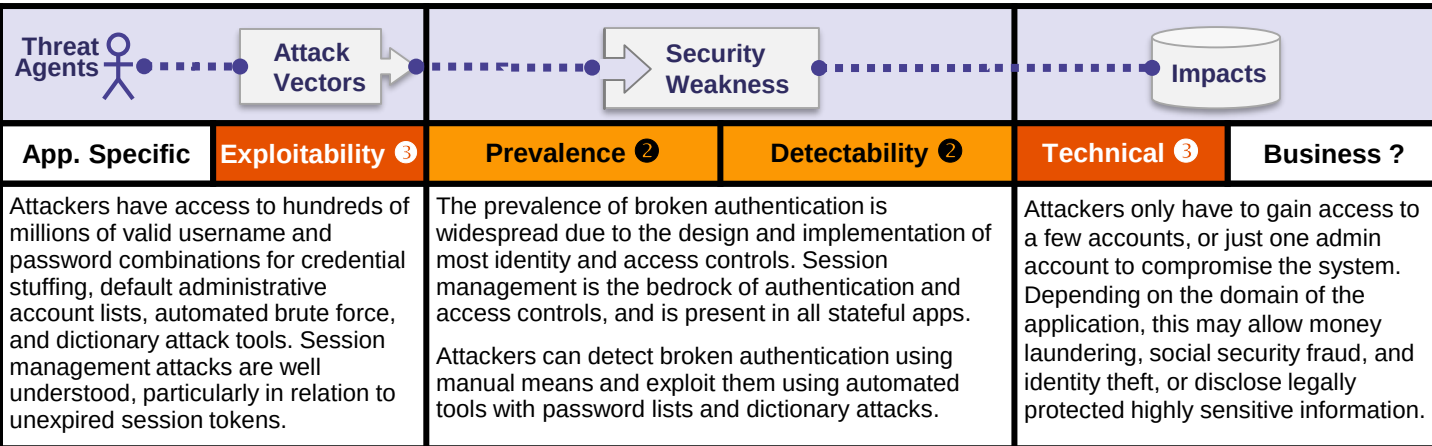 Threat
Agents
Attack
Vectors
Security
Weakness
Impacts
App. Specific
Exploitability ❸
Prevalence ❷
Detectability ❷
Technical ❸
Business ?
Attackers have access to hundreds of
millions of valid username and
password combinations for credential
stuffing, default administrative
account lists, automated brute force,
and dictionary attack tools. Session
management attacks are well
understood, particularly in relation to
unexpired session tokens.
The prevalence of broken authentication is
widespread due to the design and implementation of
most identity and access controls. Session
management is the bedrock of authentication and
access controls, and is present in all stateful apps.
Attackers can detect broken authentication using
manual means and exploit them using automated
tools with password lists and dictionary attacks.
Attackers only have to gain access to
a few accounts, or just one admin
account to compromise the system.
Depending on the domain of the
application, this may allow money
laundering, social security fraud, and
identity theft, or disclose legally
protected highly sensitive information.